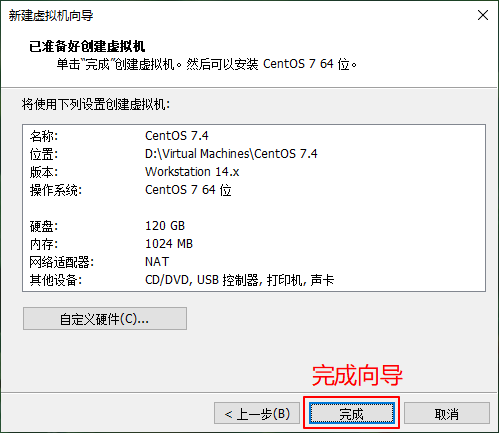 新建虚拟机向导
已准备好创建虚拟机
单击“完成”创建虚拟机。然后可以安装 CentOS 7 64 位。
将使用下列设置创建虚拟机:
名称: CentOS 7.4
位置: D:\Virtual Machines\CentOS 7.4
版本: Workstation 14.x
操作系统: CentOS 7 64 位
硬盘: 120 GB
内存: 1024 MB
网络适配器: NAT
其他设备: CD/DVD, USB 控制器, 打印机, 声卡
自定义硬件(C)...
完成向导
< 上一步(B) 完成 取消